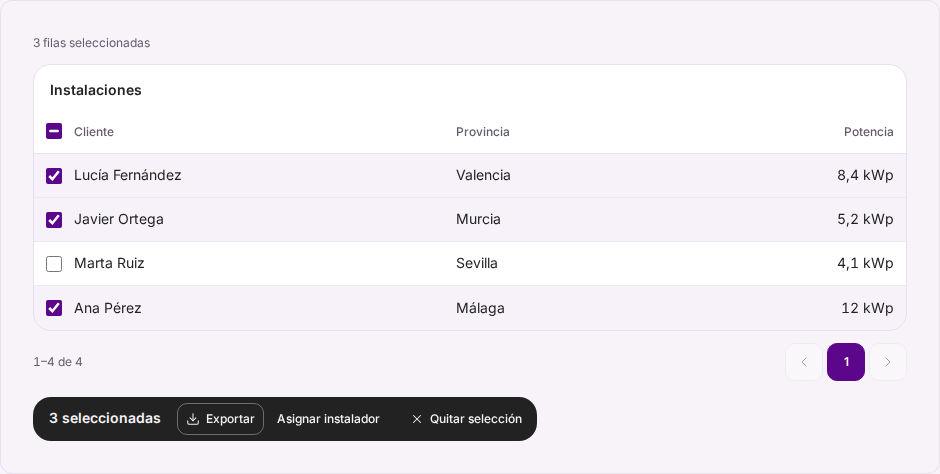 3 filas seleccionadas
Instalaciones
Cliente Provincia Potencia
Lucía Fernández Valencia 8,4 kWp
Javier Ortega Murcia 5,2 kWp
Marta Ruiz Sevilla 4,1 kWp
Ana Pérez Málaga 12 kWp
1–4 de 4 1
3 seleccionadas Exportar Asignar instalador Quitar selección